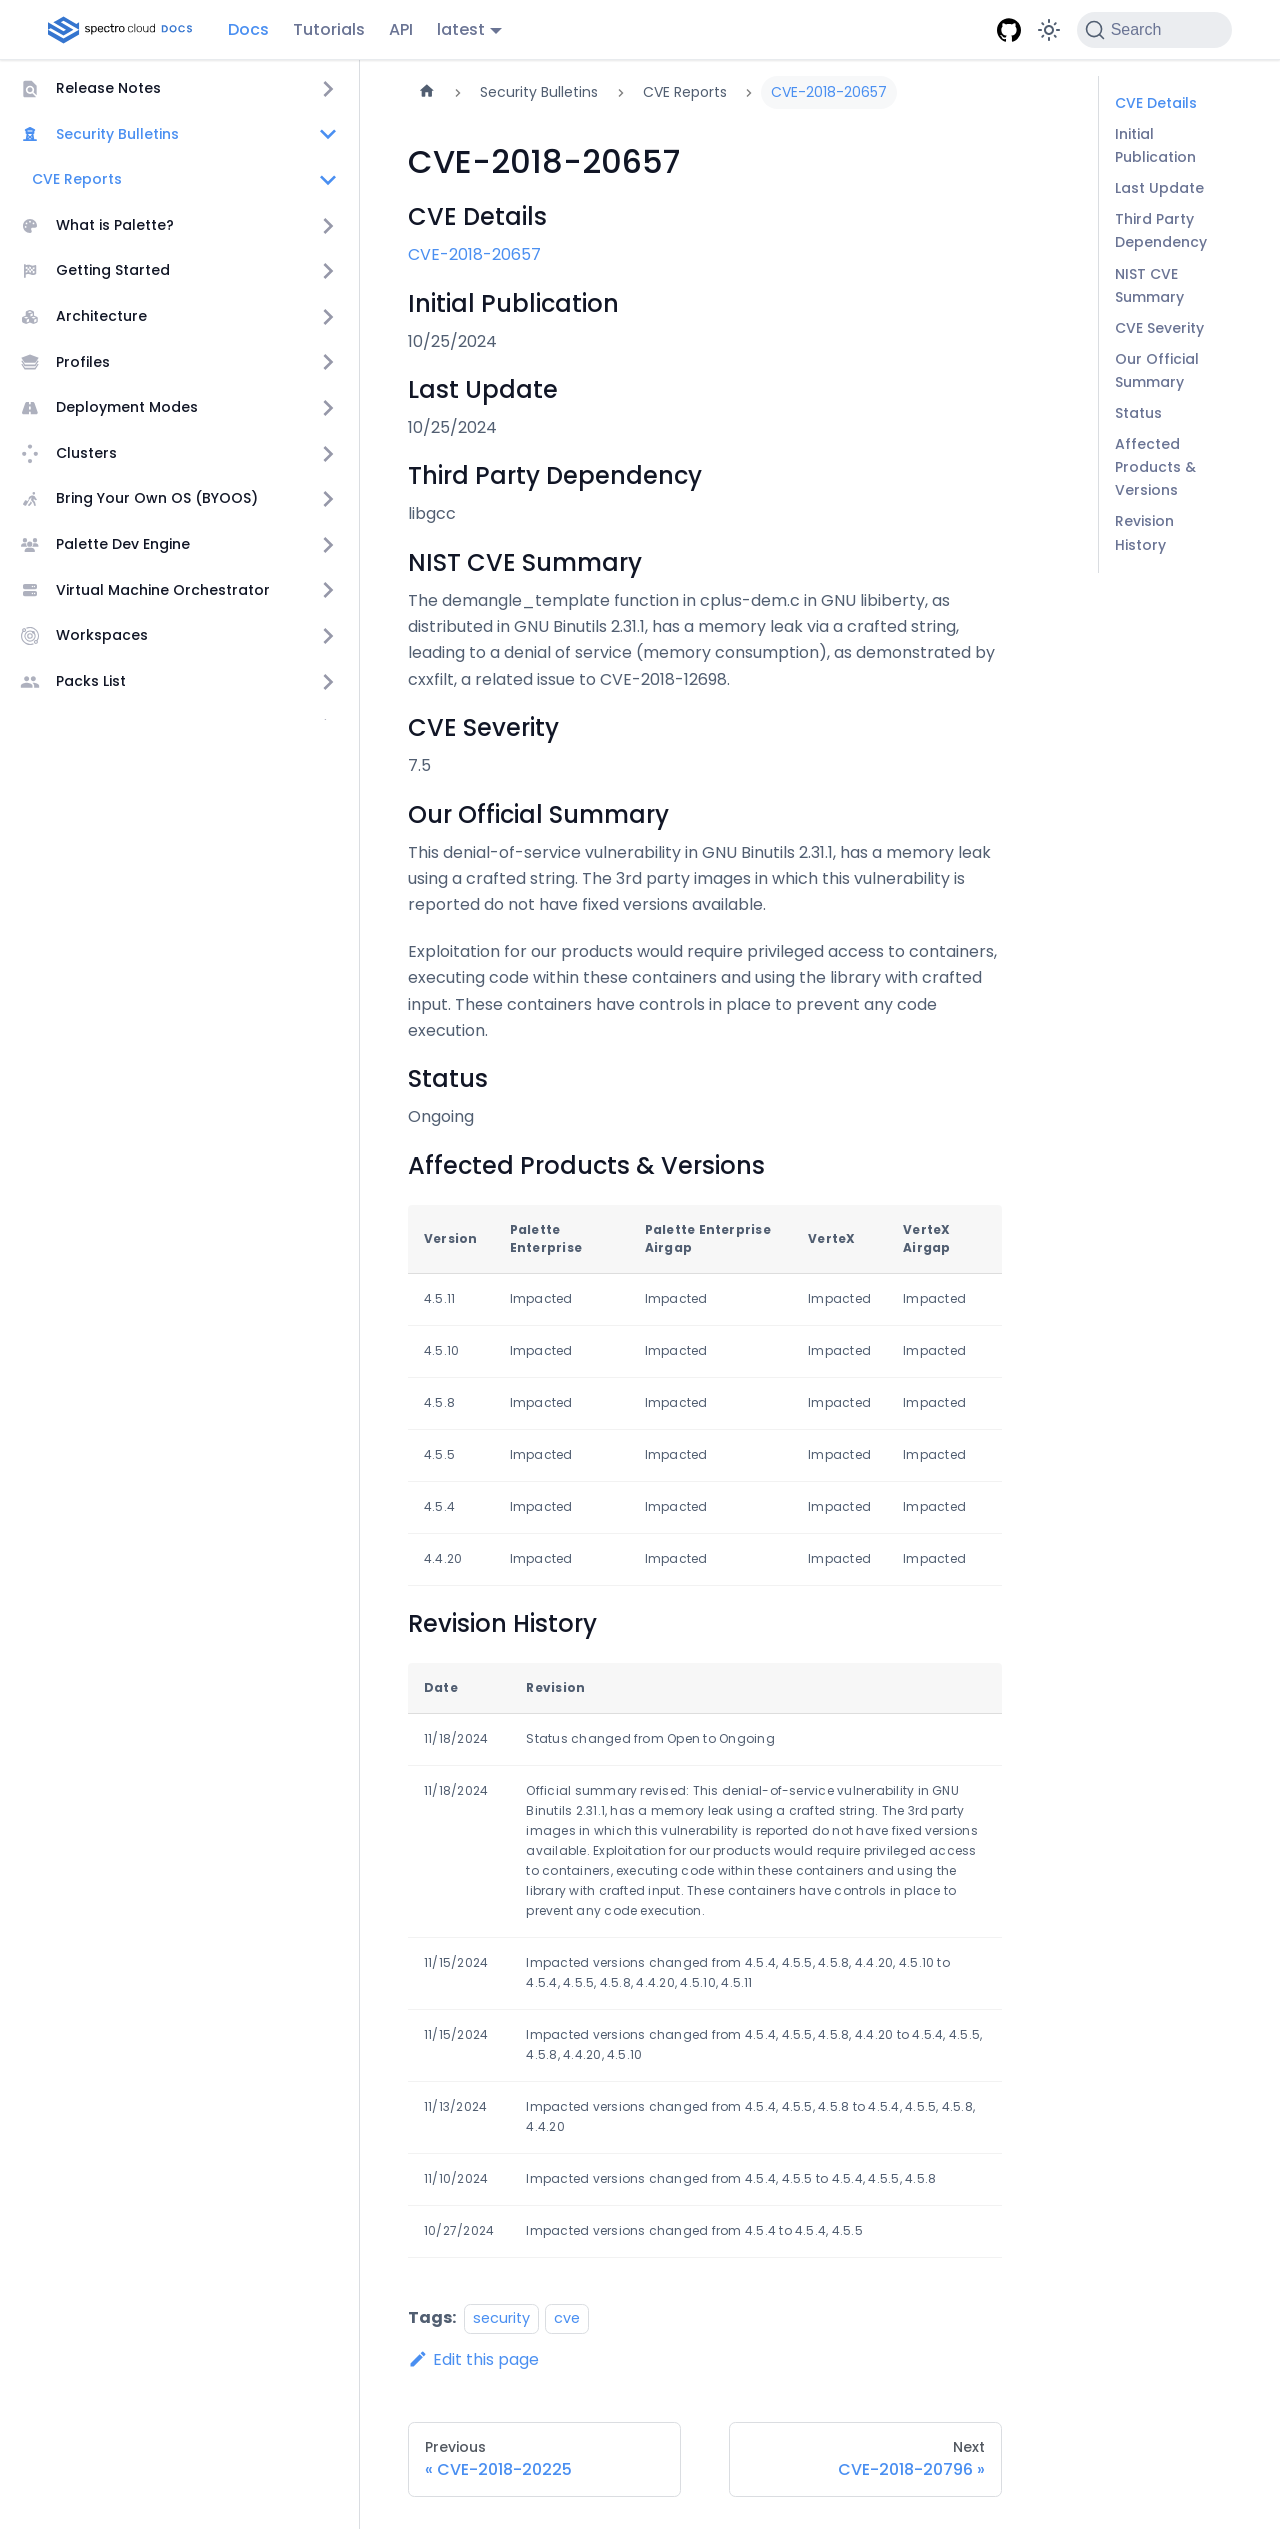 spectro cloud DOCS
Docs
Tutorials
API
latest
Search
Release Notes
Security Bulletins
CVE Reports
What is Palette?
Getting Started
Architecture
Profiles
Deployment Modes
Clusters
Bring Your Own OS (BYOOS)
Palette Dev Engine
Virtual Machine Orchestrator
Workspaces
Packs List
Security Bulletins
CVE Reports
CVE-2018-20657
CVE-2018-20657
CVE Details
CVE-2018-20657
Initial Publication
10/25/2024
Last Update
10/25/2024
Third Party Dependency
libgcc
NIST CVE Summary
The demangle_template function in cplus-dem.c in GNU libiberty, as
distributed in GNU Binutils 2.31.1, has a memory leak via a crafted string,
leading to a denial of service (memory consumption), as demonstrated by
cxxfilt, a related issue to CVE-2018-12698.
CVE Severity
7.5
Our Official Summary
This denial-of-service vulnerability in GNU Binutils 2.31.1, has a memory leak
using a crafted string. The 3rd party images in which this vulnerability is
reported do not have fixed versions available.
Exploitation for our products would require privileged access to containers,
executing code within these containers and using the library with crafted
input. These containers have controls in place to prevent any code
execution.
Status
Ongoing
Affected Products & Versions
Version Palette Enterprise Palette Enterprise Airgap VerteX VerteX Airgap
4.5.11 Impacted Impacted Impacted Impacted
4.5.10 Impacted Impacted Impacted Impacted
4.5.8 Impacted Impacted Impacted Impacted
4.5.5 Impacted Impacted Impacted Impacted
4.5.4 Impacted Impacted Impacted Impacted
4.4.20 Impacted Impacted Impacted Impacted
Revision History
Date Revision
11/18/2024 Status changed from Open to Ongoing
11/18/2024 Official summary revised: This denial-of-service vulnerability in GNU
Binutils 2.31.1, has a memory leak using a crafted string. The 3rd party
images in which this vulnerability is reported do not have fixed versions
available. Exploitation for our products would require privileged access
to containers, executing code within these containers and using the
library with crafted input. These containers have controls in place to
prevent any code execution.
11/15/2024 Impacted versions changed from 4.5.4, 4.5.5, 4.5.8, 4.4.20, 4.5.10 to
4.5.4, 4.5.5, 4.5.8, 4.4.20, 4.5.10, 4.5.11
11/15/2024 Impacted versions changed from 4.5.4, 4.5.5, 4.5.8, 4.4.20 to 4.5.4, 4.5.5,
4.5.8, 4.4.20, 4.5.10
11/13/2024 Impacted versions changed from 4.5.4, 4.5.5, 4.5.8 to 4.5.4, 4.5.5, 4.5.8,
4.4.20
11/10/2024 Impacted versions changed from 4.5.4, 4.5.5 to 4.5.4, 4.5.5, 4.5.8
10/27/2024 Impacted versions changed from 4.5.4 to 4.5.4, 4.5.5
Tags: security cve
Edit this page
Previous
« CVE-2018-20225
Next
CVE-2018-20796 »
CVE Details
Initial
Publication
Last Update
Third Party
Dependency
NIST CVE
Summary
CVE Severity
Our Official
Summary
Status
Affected
Products &
Versions
Revision
History